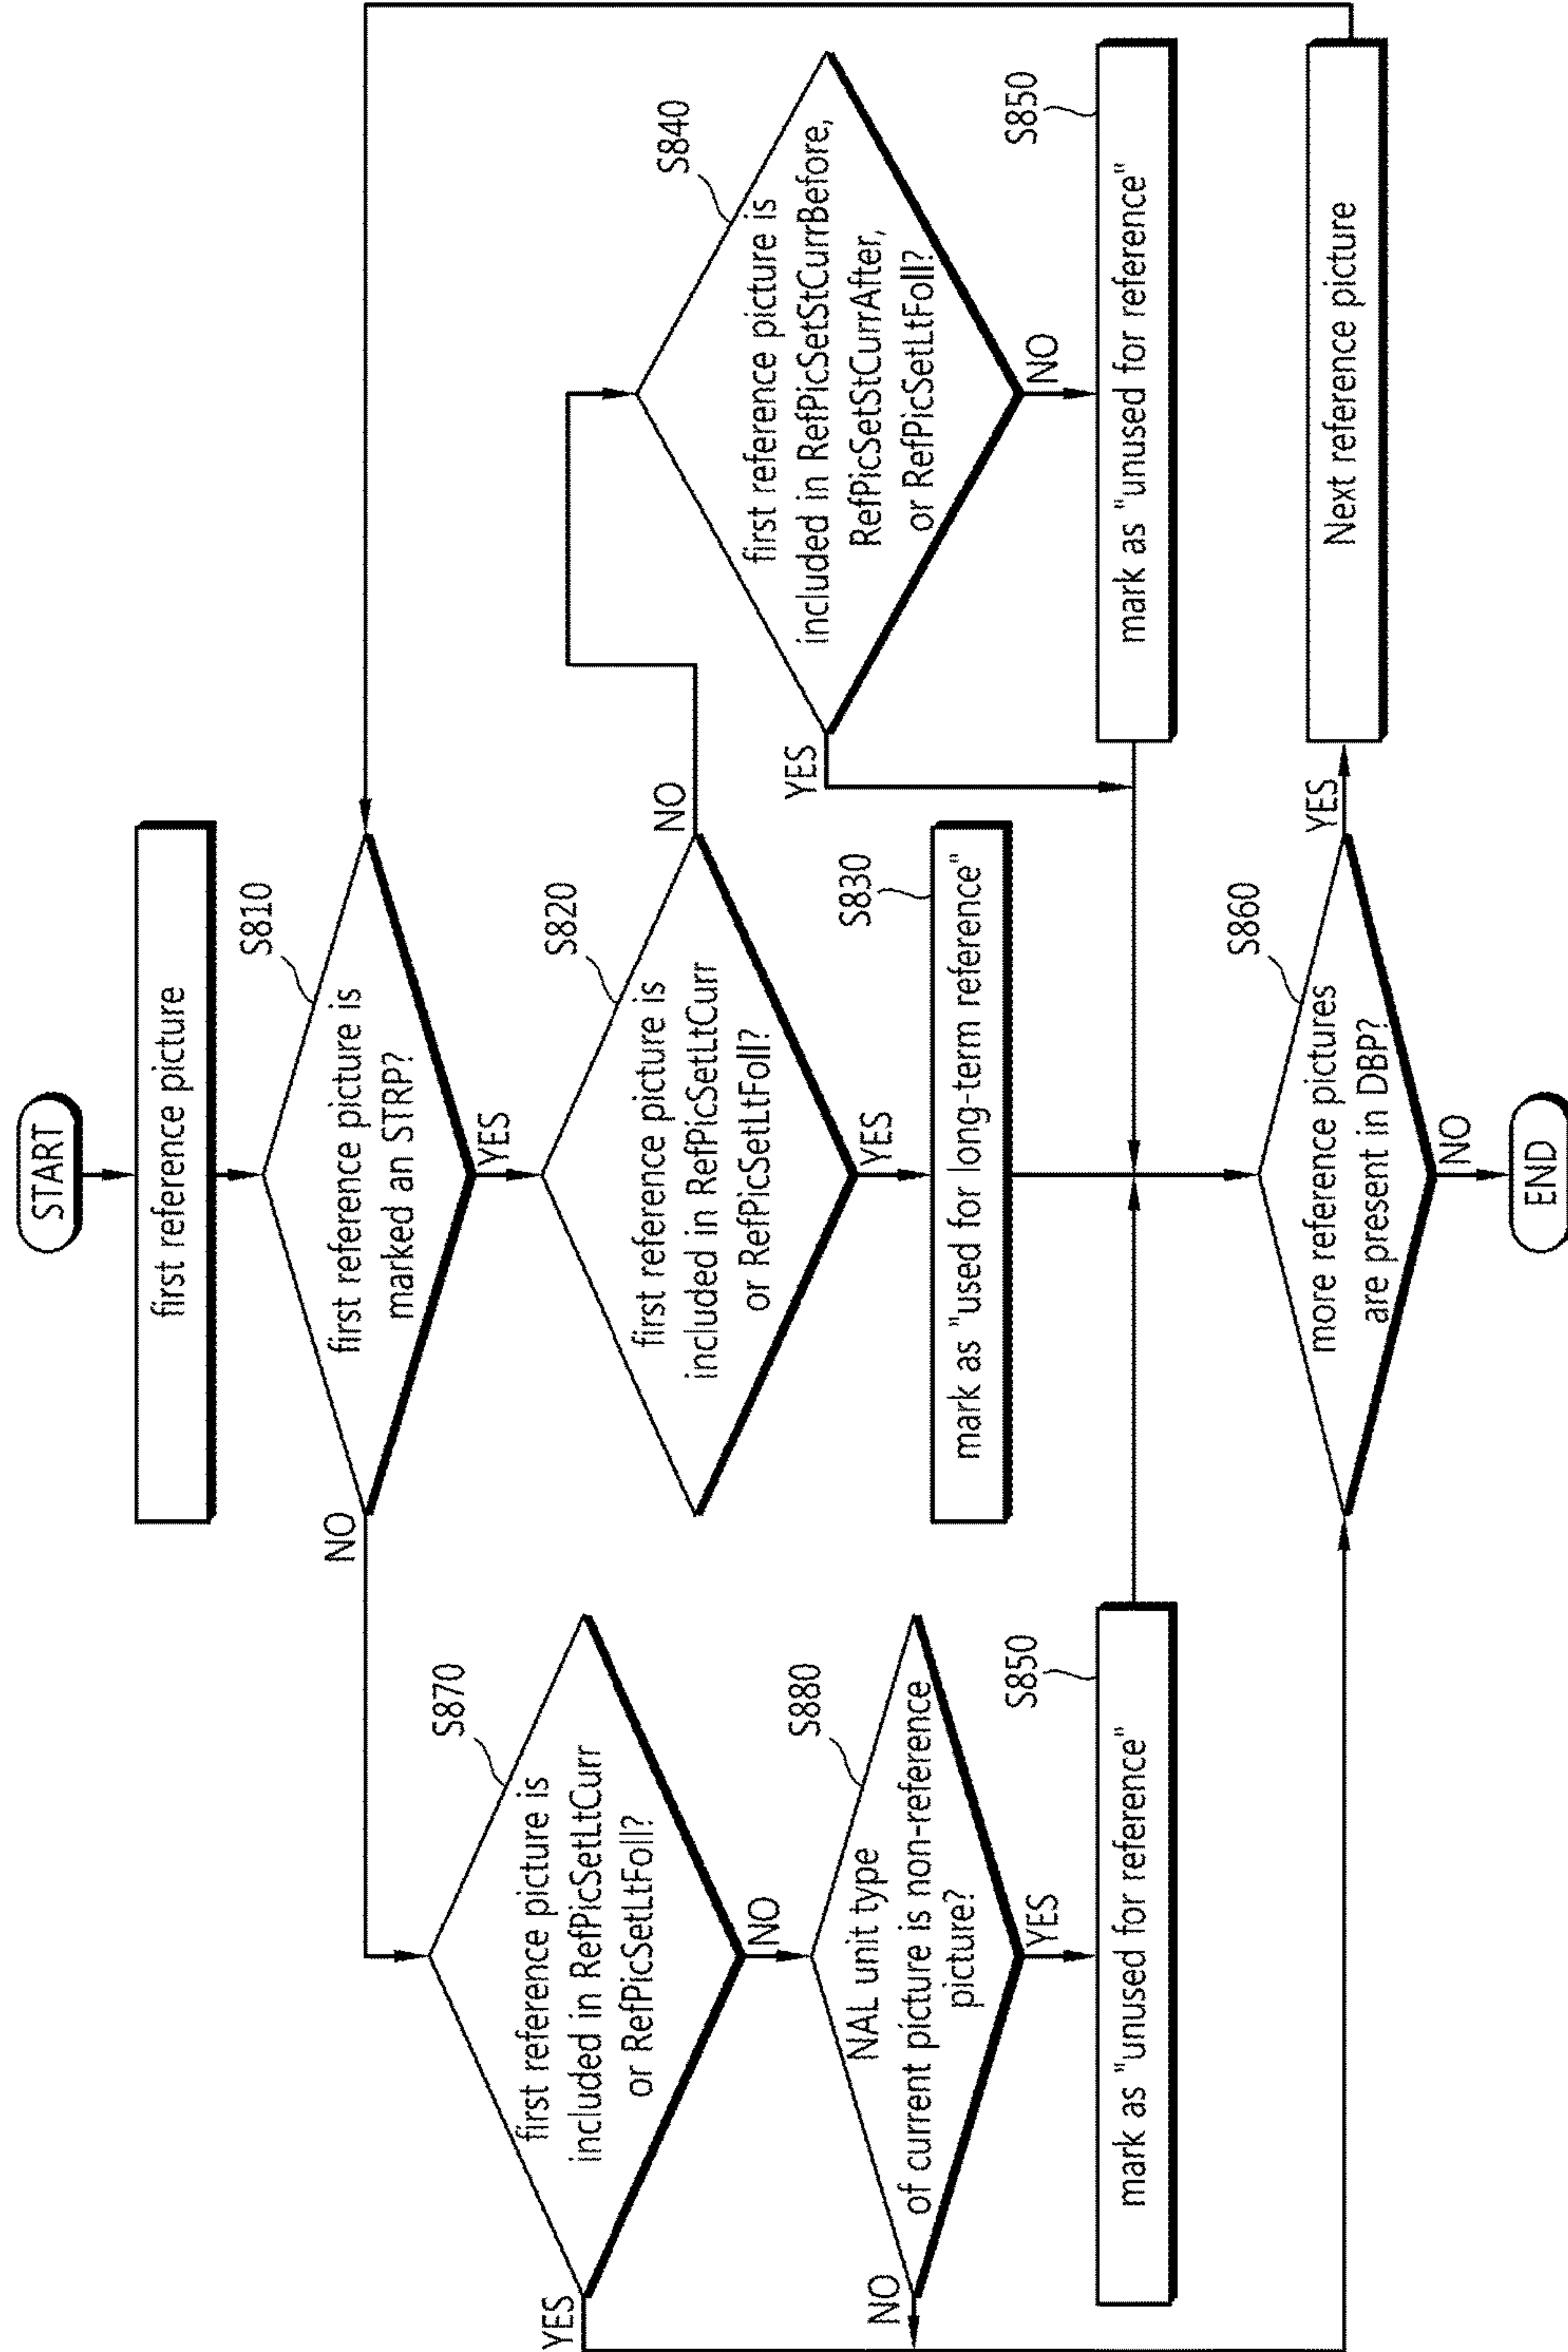 START
first reference picture
S810
first reference picture is
marked an STRP?
NO
YES
S820
first reference picture is
included in RefPicSetLtCurr
or RefPicSetLtFoll?
NO
YES
S830
mark as "used for long-term reference"
S840
first reference picture is
included in RefPicSetStCurrBefore,
RefPicSetStCurrAfter,
or RefPicSetLtFoll?
YES
NO
S850
mark as "unused for reference"
S870
first reference picture is
included in RefPicSetLtCurr
or RefPicSetLtFoll?
YES
NO
S880
NAL unit type
of current picture is non-reference
picture?
NO
YES
S850
mark as "unused for reference"
S860
more reference pictures
are present in DBP?
YES
NO
Next reference picture
END